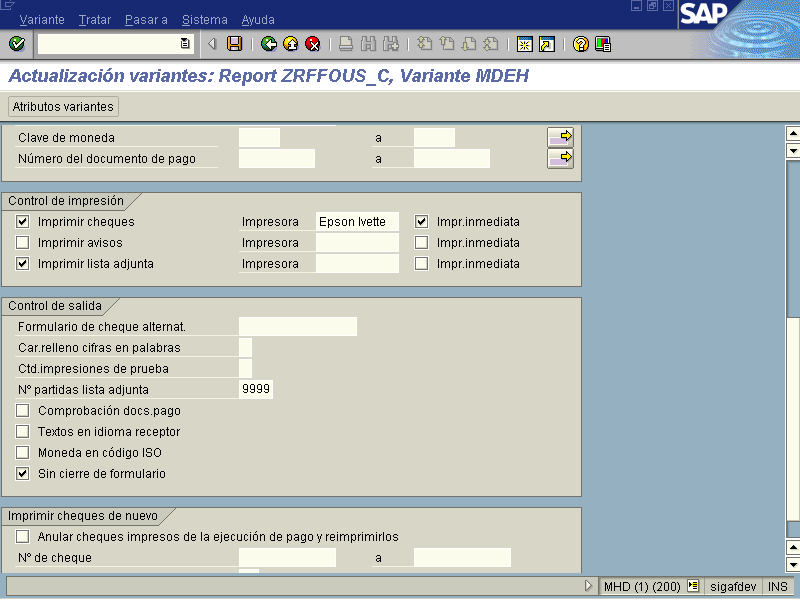 Variante Tratar Pasar a Sistema Ayuda
SAP
Actualización variantes: Report ZRFFOUS_C, Variante MDEH
Atributos variantes
Clave de moneda a
Número del documento de pago a
Control de impresión
Imprimir cheques Impresora Epson Ivette Impr.inmediata
Imprimir avisos Impresora Impr.inmediata
Imprimir lista adjunta Impresora Impr.inmediata
Control de salida
Formulario de cheque alternat.
Car.relleno cifras en palabras
Ctd.impresiones de prueba
Nº partidas lista adjunta 9999
Comprobación docs.pago
Textos en idioma receptor
Moneda en código ISO
Sin cierre de formulario
Imprimir cheques de nuevo
Anular cheques impresos de la ejecución de pago y reimprimirlos
Nº de cheque a
MHD (1) (200) sigafdev INS